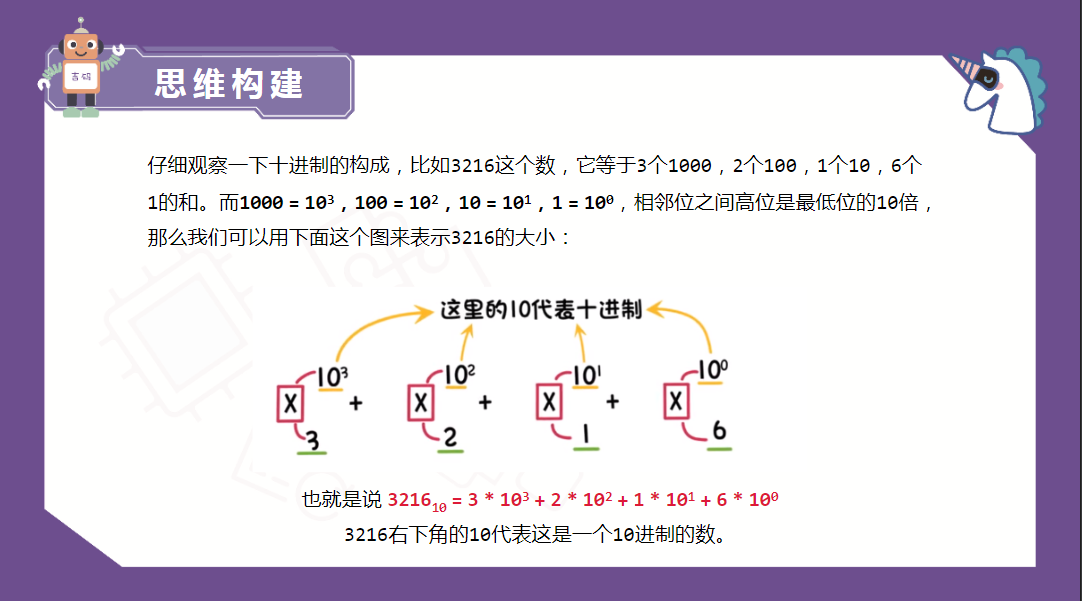 吉码
思维构建
仔细观察一下十进制的构成，比如3216这个数，它等于3个1000，2个100，1个10，6个
1的和。而1000 = 10³，100 = 10²，10 = 10¹，1 = 10⁰，相邻位之间高位是最低位的10倍，
那么我们可以用下面这个图来表示3216的大小：
这里的10代表十进制
10³ 10² 10¹ 10⁰
X + X + X + X
3 2 1 6
也就是说 3216₁₀ = 3 * 10³ + 2 * 10² + 1 * 10¹ + 6 * 10⁰
3216右下角的10代表这是一个10进制的数。